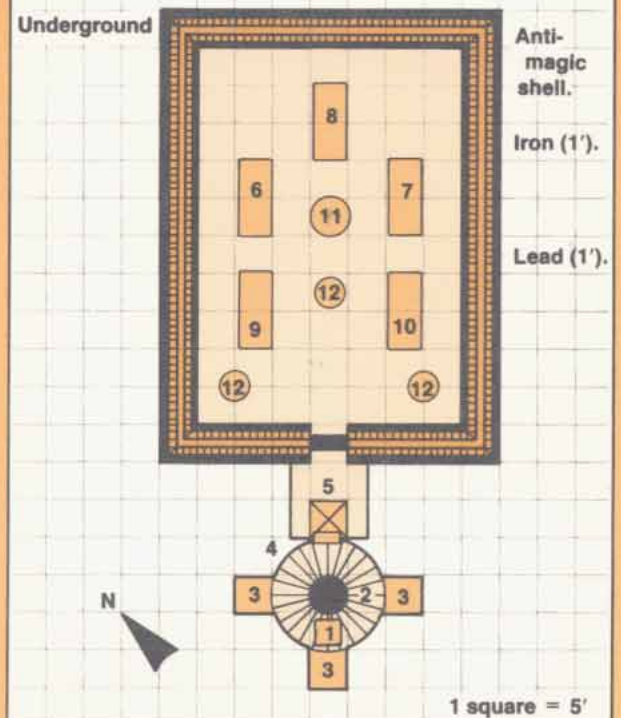 Underground
Anti-
magic
shell.
Iron (1').
Lead (1').
8
6
7
11
12
9
10
12
12
5
4
3
2
3
1
3
N
1 square = 5'